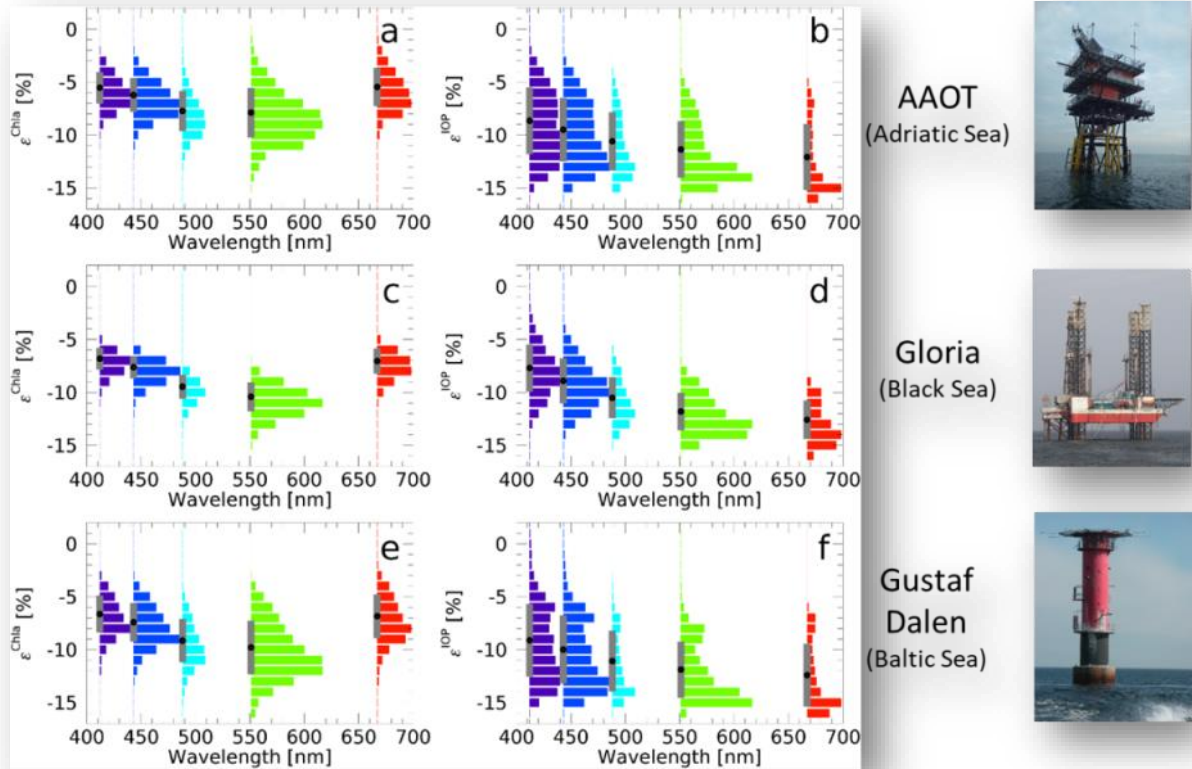 0
-5
-10
-15
ε^Chla [%]
a
400 450 500 550 600 650 700
Wavelength [nm]
0
-5
-10
-15
ε^IOP [%]
b
400 450 500 550 600 650 700
Wavelength [nm]
AAOT
(Adriatic Sea)
0
-5
-10
-15
ε^Chla [%]
c
400 450 500 550 600 650 700
Wavelength [nm]
0
-5
-10
-15
ε^IOP [%]
d
400 450 500 550 600 650 700
Wavelength [nm]
Gloria
(Black Sea)
0
-5
-10
-15
ε^Chla [%]
e
400 450 500 550 600 650 700
Wavelength [nm]
0
-5
-10
-15
ε^IOP [%]
f
400 450 500 550 600 650 700
Wavelength [nm]
Gustaf
Dalen
(Baltic Sea)